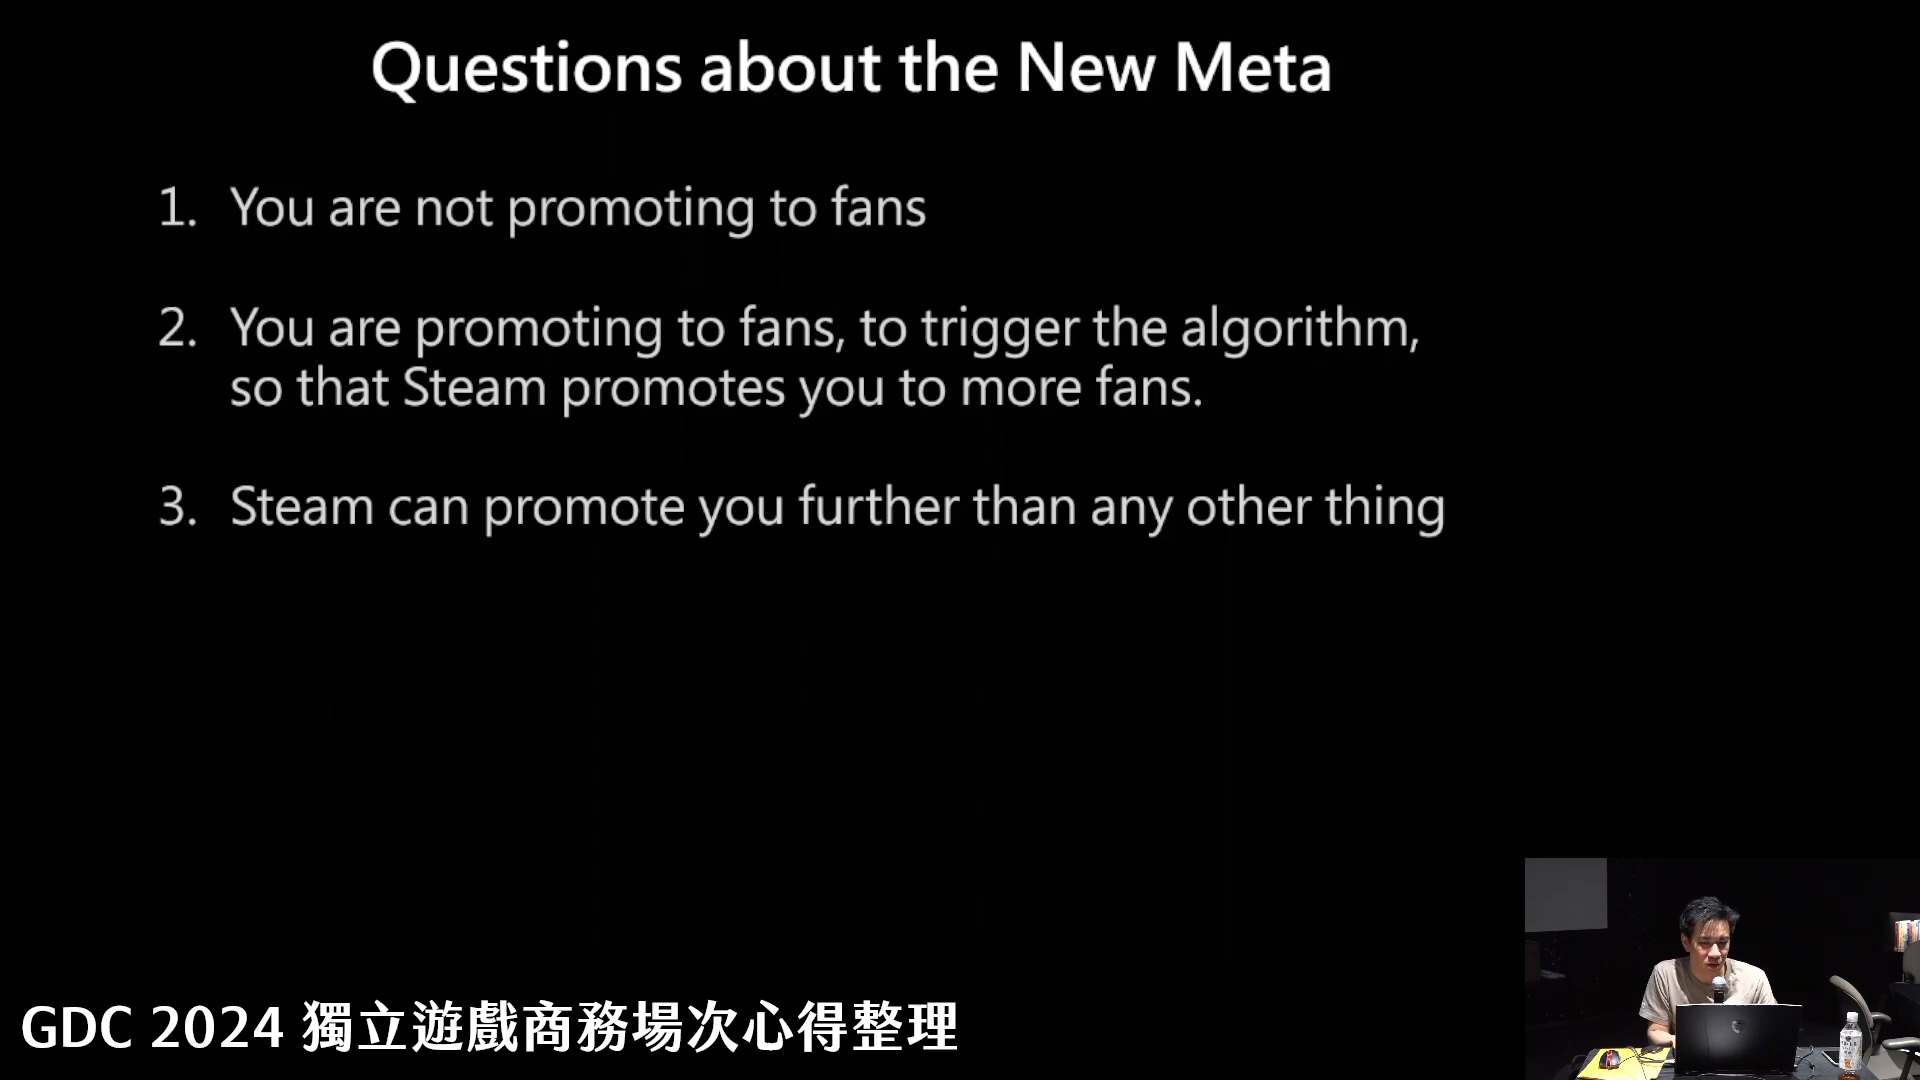 Questions about the New Meta
1. You are not promoting to fans
2. You are promoting to fans, to trigger the algorithm,
so that Steam promotes you to more fans.
3. Steam can promote you further than any other thing
GDC 2024 獨立遊戲商務場次心得整理